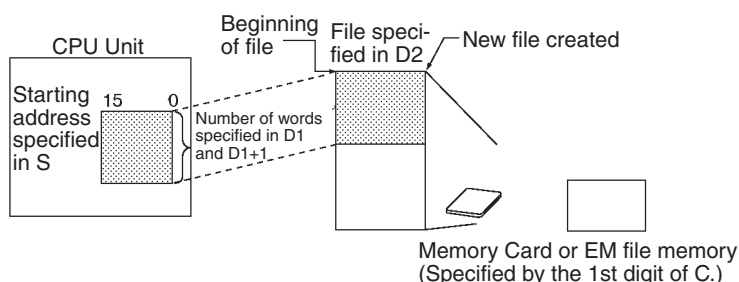 CPU Unit
Starting
address
specified
in S
15 0
Number of words
specified in D1
and D1+1
Beginning
of file
File speci-
fied in D2
New file created
Memory Card or EM file memory
(Specified by the 1st digit of C.)